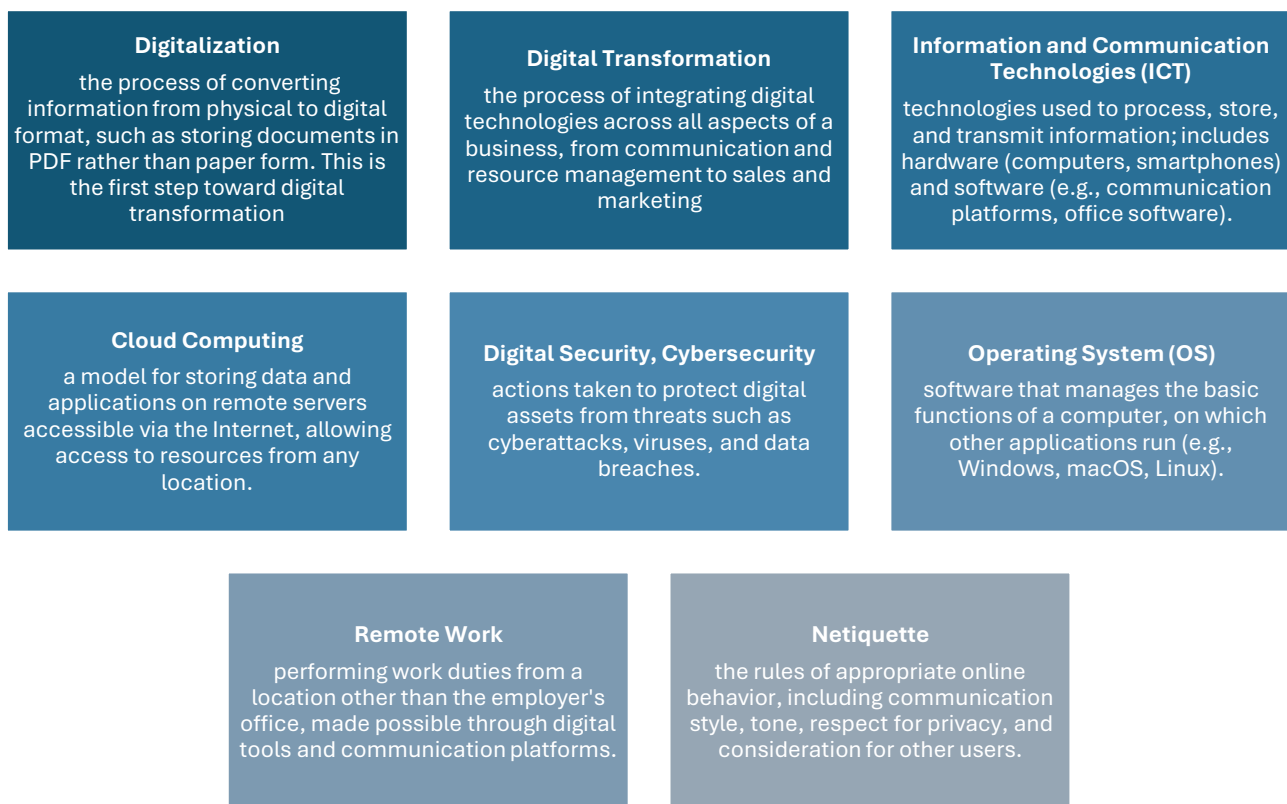 Digitalization
the process of converting
information from physical to digital
format, such as storing documents in
PDF rather than paper form. This is
the first step toward digital
transformation
Digital Transformation
the process of integrating digital
technologies across all aspects of a
business, from communication and
resource management to sales and
marketing
Information and Communication
Technologies (ICT)
technologies used to process, store,
and transmit information; includes
hardware (computers, smartphones)
and software (e.g., communication
platforms, office software).
Cloud Computing
a model for storing data and
applications on remote servers
accessible via the Internet, allowing
access to resources from any
location.
Digital Security, Cybersecurity
actions taken to protect digital
assets from threats such as
cyberattacks, viruses, and data
breaches.
Operating System (OS)
software that manages the basic
functions of a computer, on which
other applications run (e.g.,
Windows, macOS, Linux).
Remote Work
performing work duties from a
location other than the employer's
office, made possible through digital
tools and communication platforms.
Netiquette
the rules of appropriate online
behavior, including communication
style, tone, respect for privacy, and
consideration for other users.